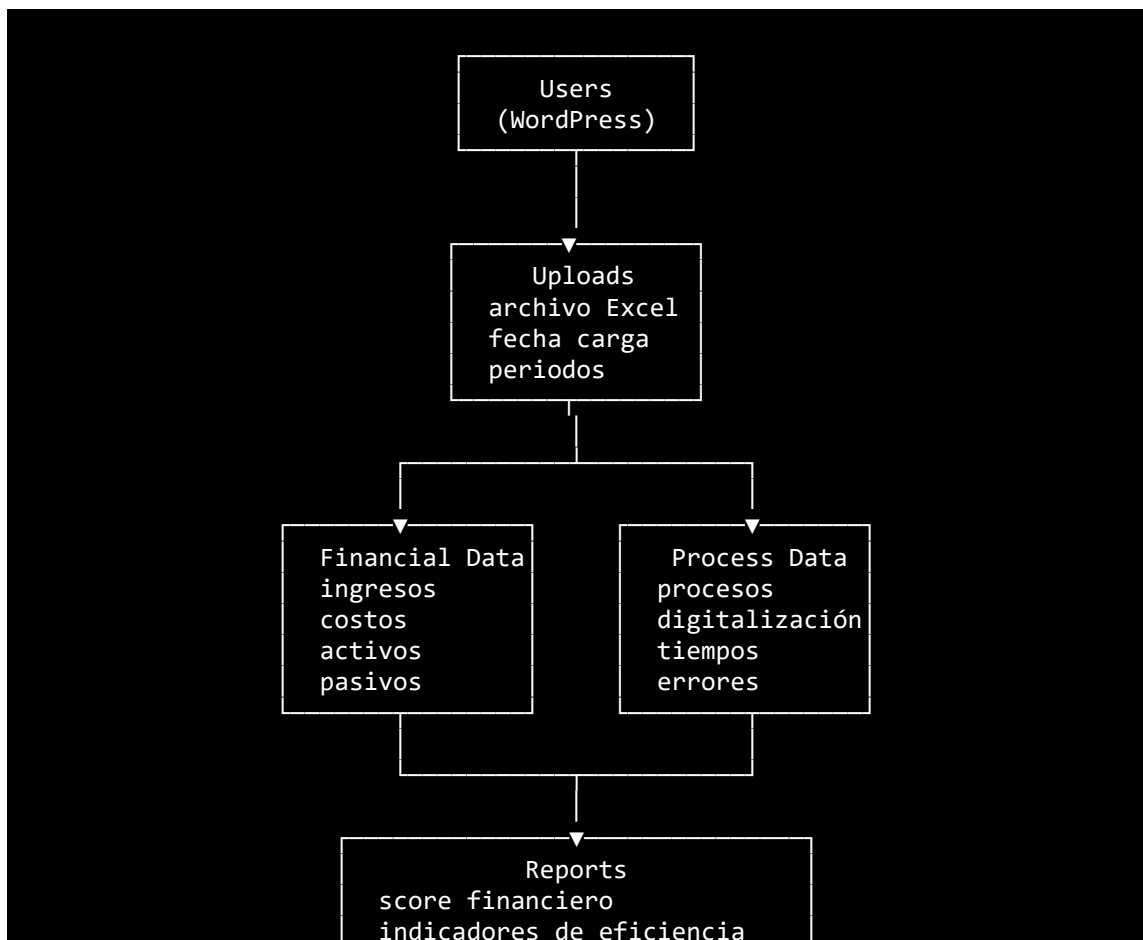 Users
(WordPress)
Uploads
archivo Excel
fecha carga
periodos
Financial Data
ingresos
costos
activos
pasivos
Process Data
procesos
digitalización
tiempos
errores
Reports
score financiero
indicadores de eficiencia